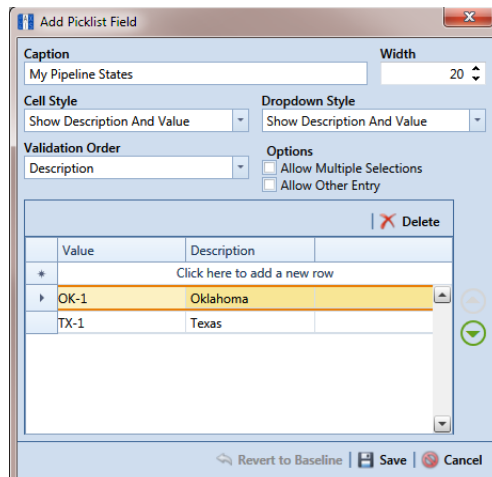 Add Picklist Field
x
Caption
Width
My Pipeline States
20
Cell Style
Dropdown Style
Show Description And Value
Show Description And Value
Validation Order
Options
Description
Allow Multiple Selections
Allow Other Entry
Delete
Value
Description
Click here to add a new row
OK-1
Oklahoma
TX-1
Texas
Revert to Baseline | Save | Cancel